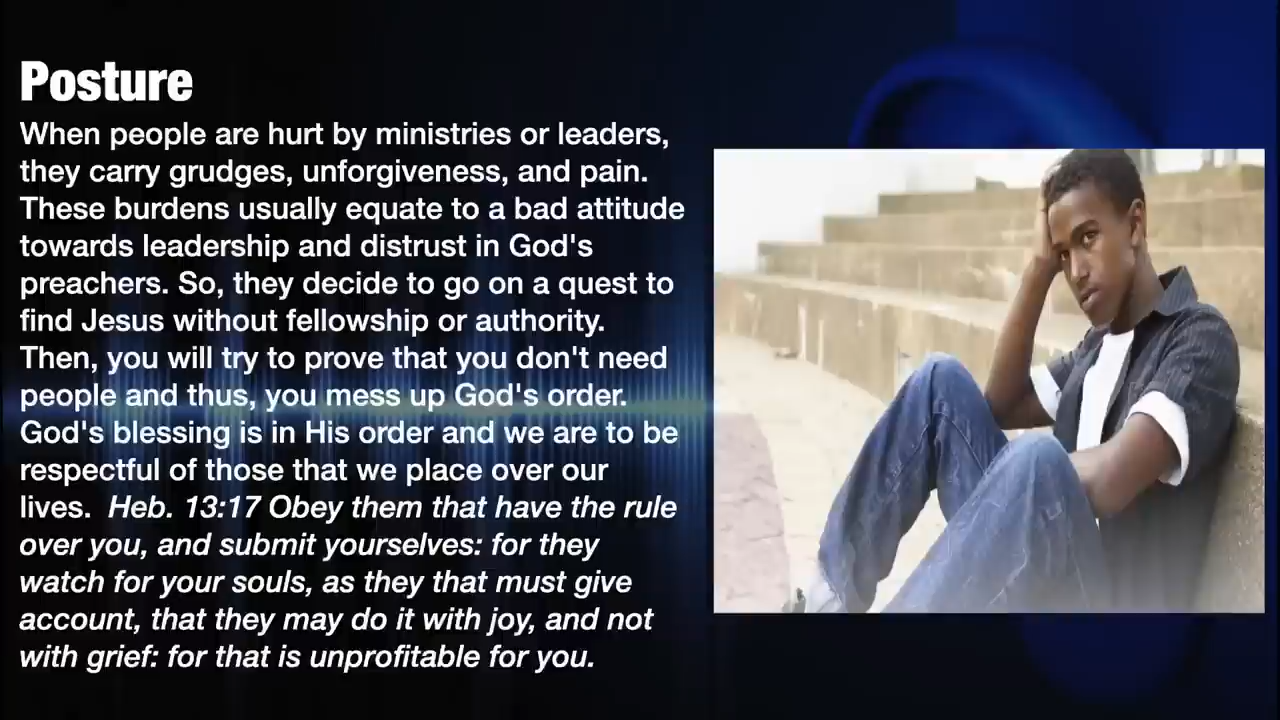 Posture
When people are hurt by ministries or leaders,
they carry grudges, unforgiveness, and pain.
These burdens usually equate to a bad attitude
towards leadership and distrust in God's
preachers. So, they decide to go on a quest to
find Jesus without fellowship or authority.
Then, you will try to prove that you don't need
people and thus, you mess up God's order.
God's blessing is in His order and we are to be
respectful of those that we place over our
lives.  Heb. 13:17 Obey them that have the rule
over you, and submit yourselves: for they
watch for your souls, as they that must give
account, that they may do it with joy, and not
with grief: for that is unprofitable for you.